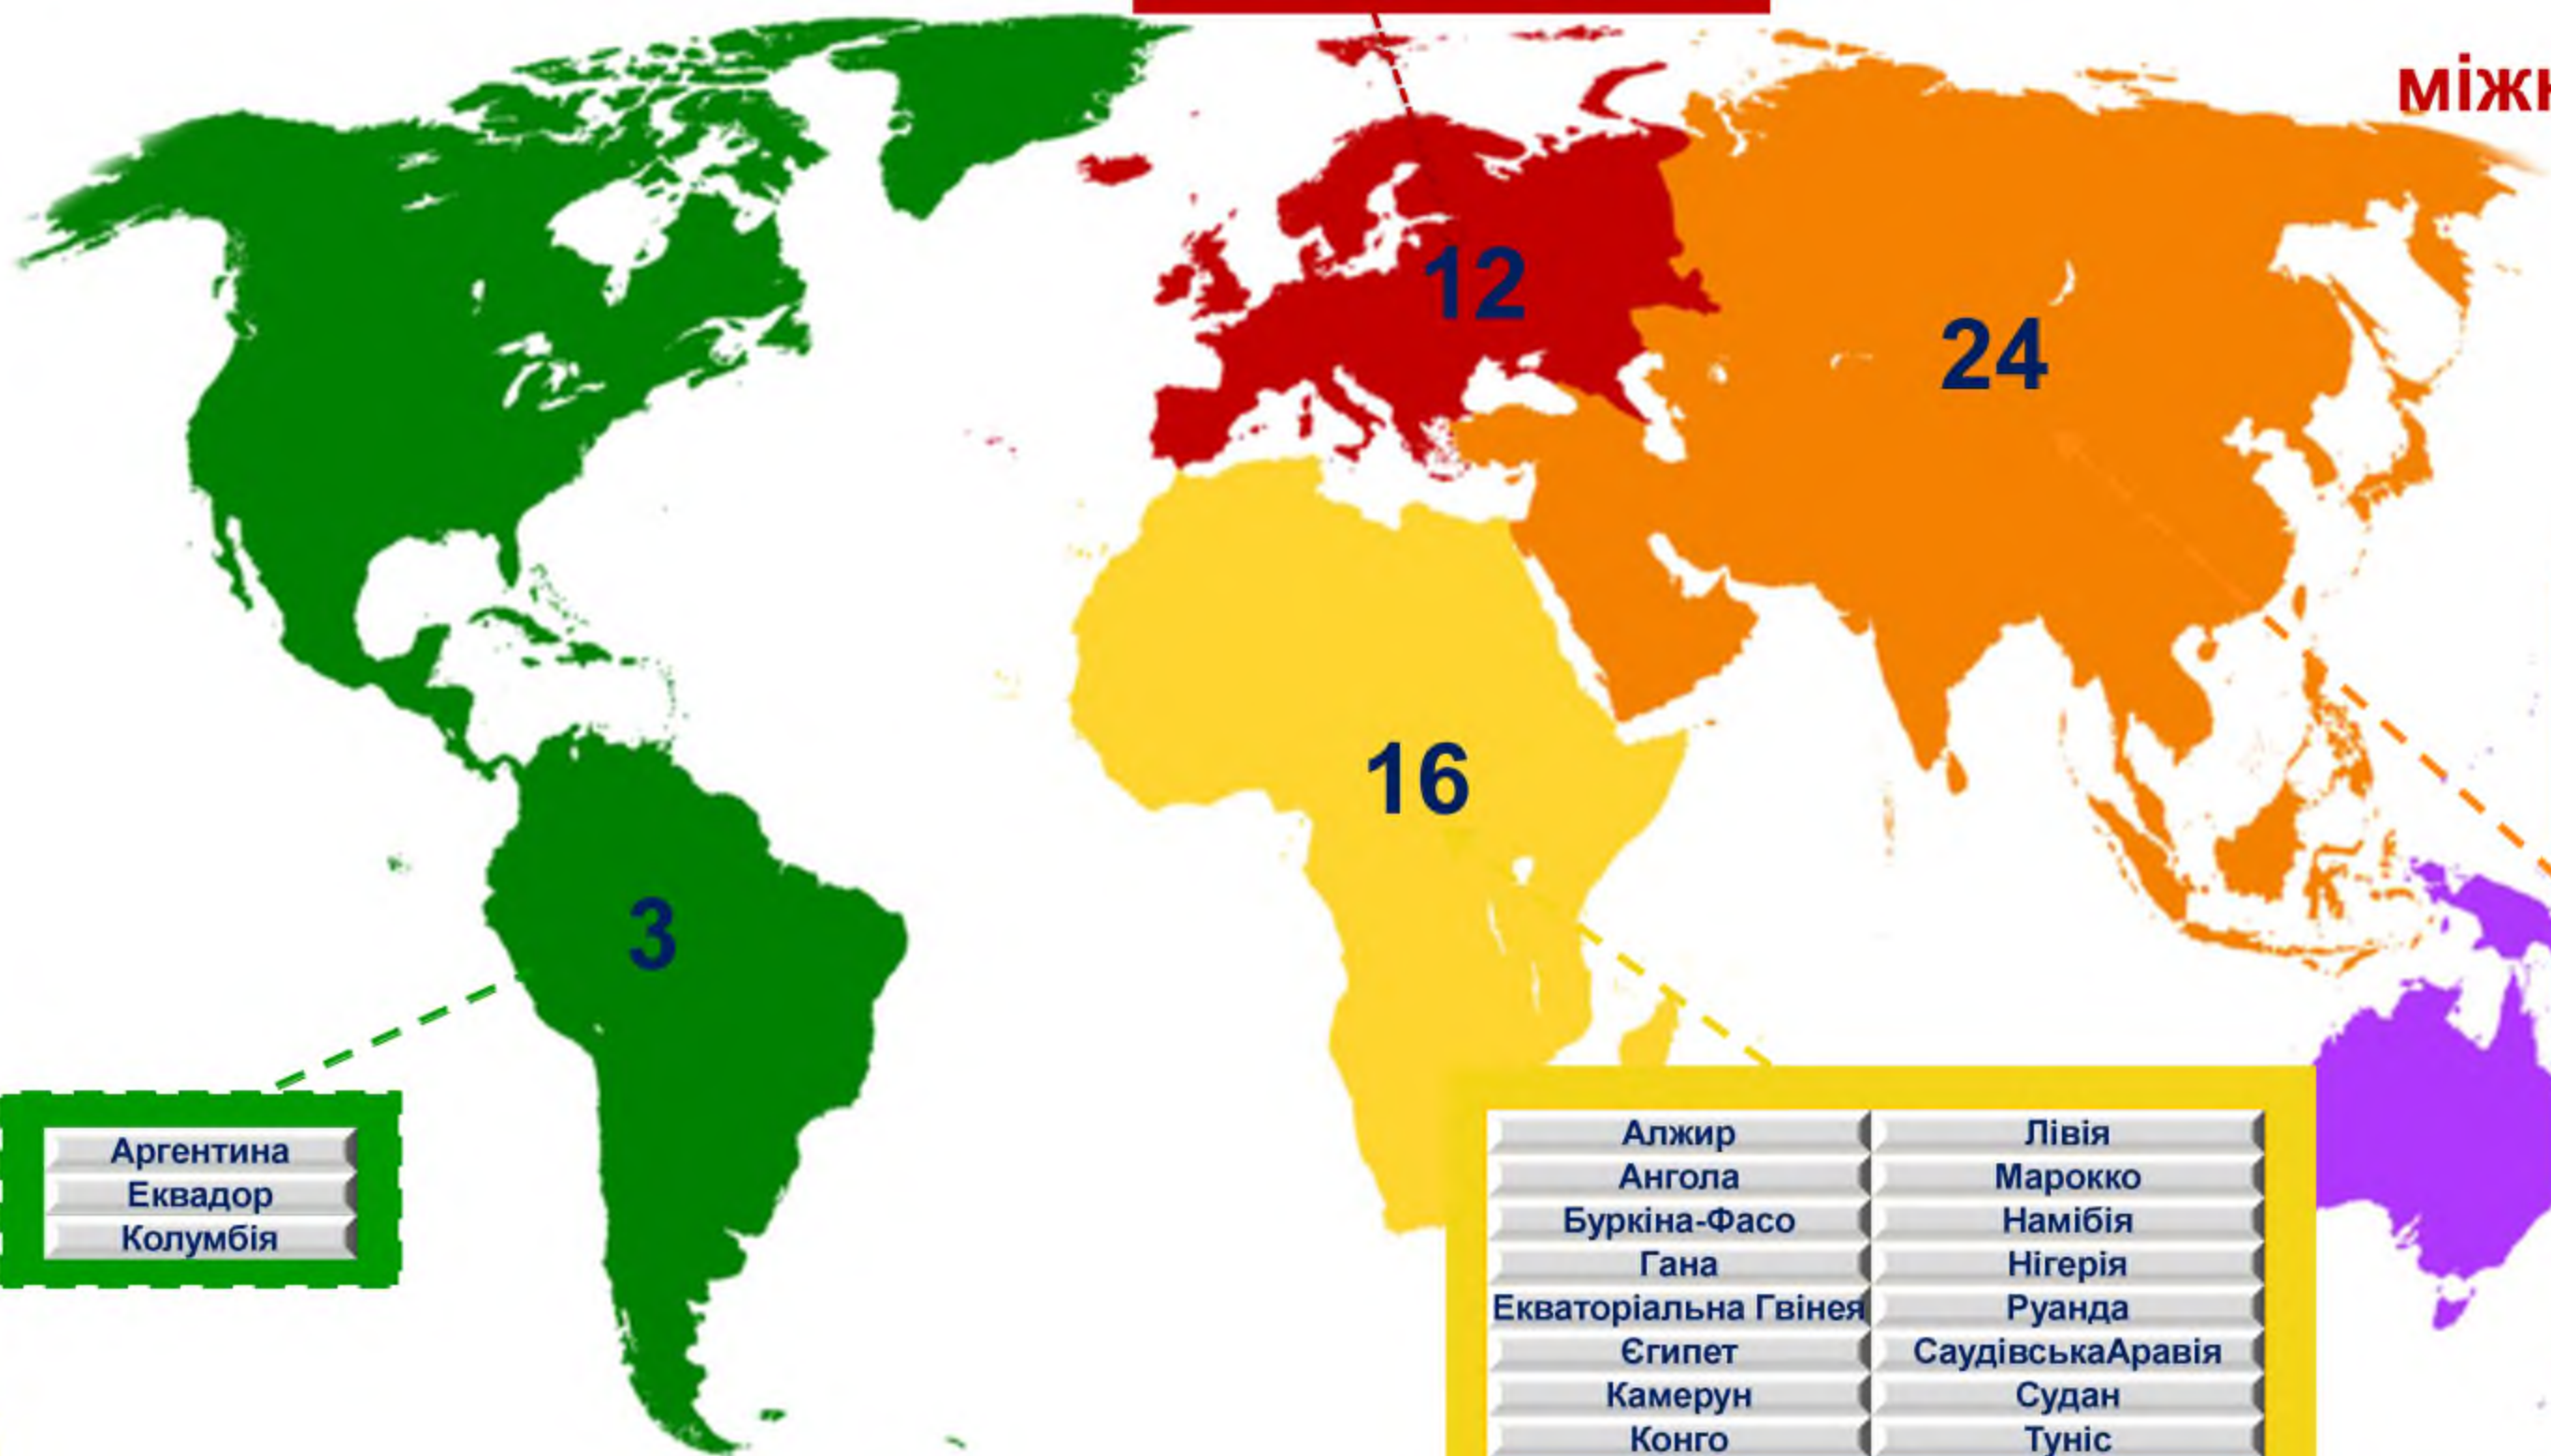 між
12
24
16
3
Аргентина
Еквадор
Колумбія
Алжир Лівія
Ангола Марокко
Буркіна-Фасо Намібія
Гана Нігерія
Екваторіальна Гвінея Руанда
Єгипет СаудівськаАравія
Камерун Судан
Конго Туніс